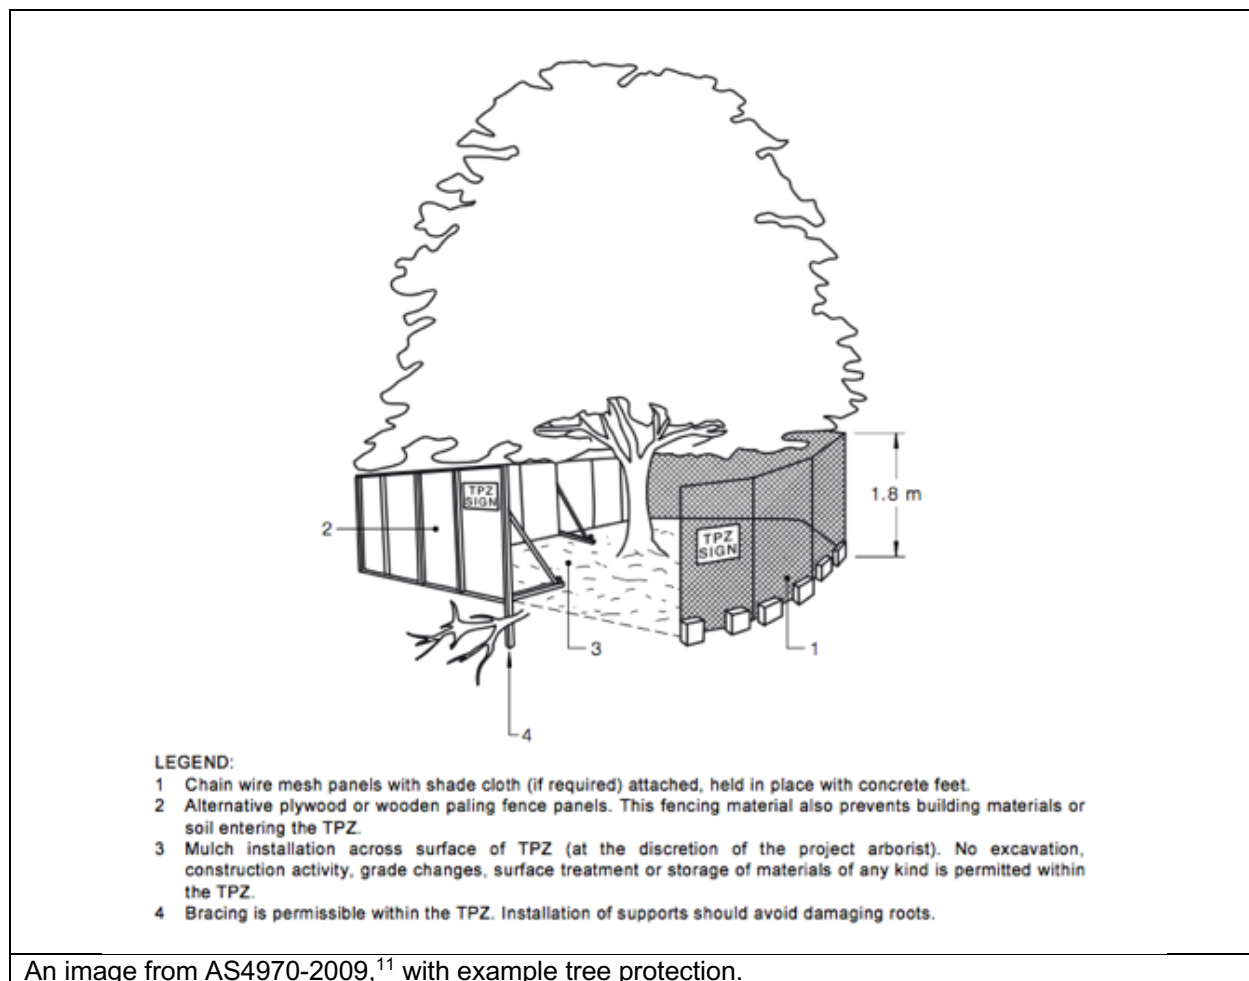 TPZ
SIGN
1.8 m
2
TPZ
SIGN
3
1
4
LEGEND:
1 Chain wire mesh panels with shade cloth (if required) attached, held in place with concrete feet.
2 Alternative plywood or wooden paling fence panels. This fencing material also prevents building materials or
soil entering the TPZ.
3 Mulch installation across surface of TPZ (at the discretion of the project arborist). No excavation,
construction activity, grade changes, surface treatment or storage of materials of any kind is permitted within
the TPZ.
4 Bracing is permissible within the TPZ. Installation of supports should avoid damaging roots.
An image from AS4970-2009,¹¹ with example tree protection.